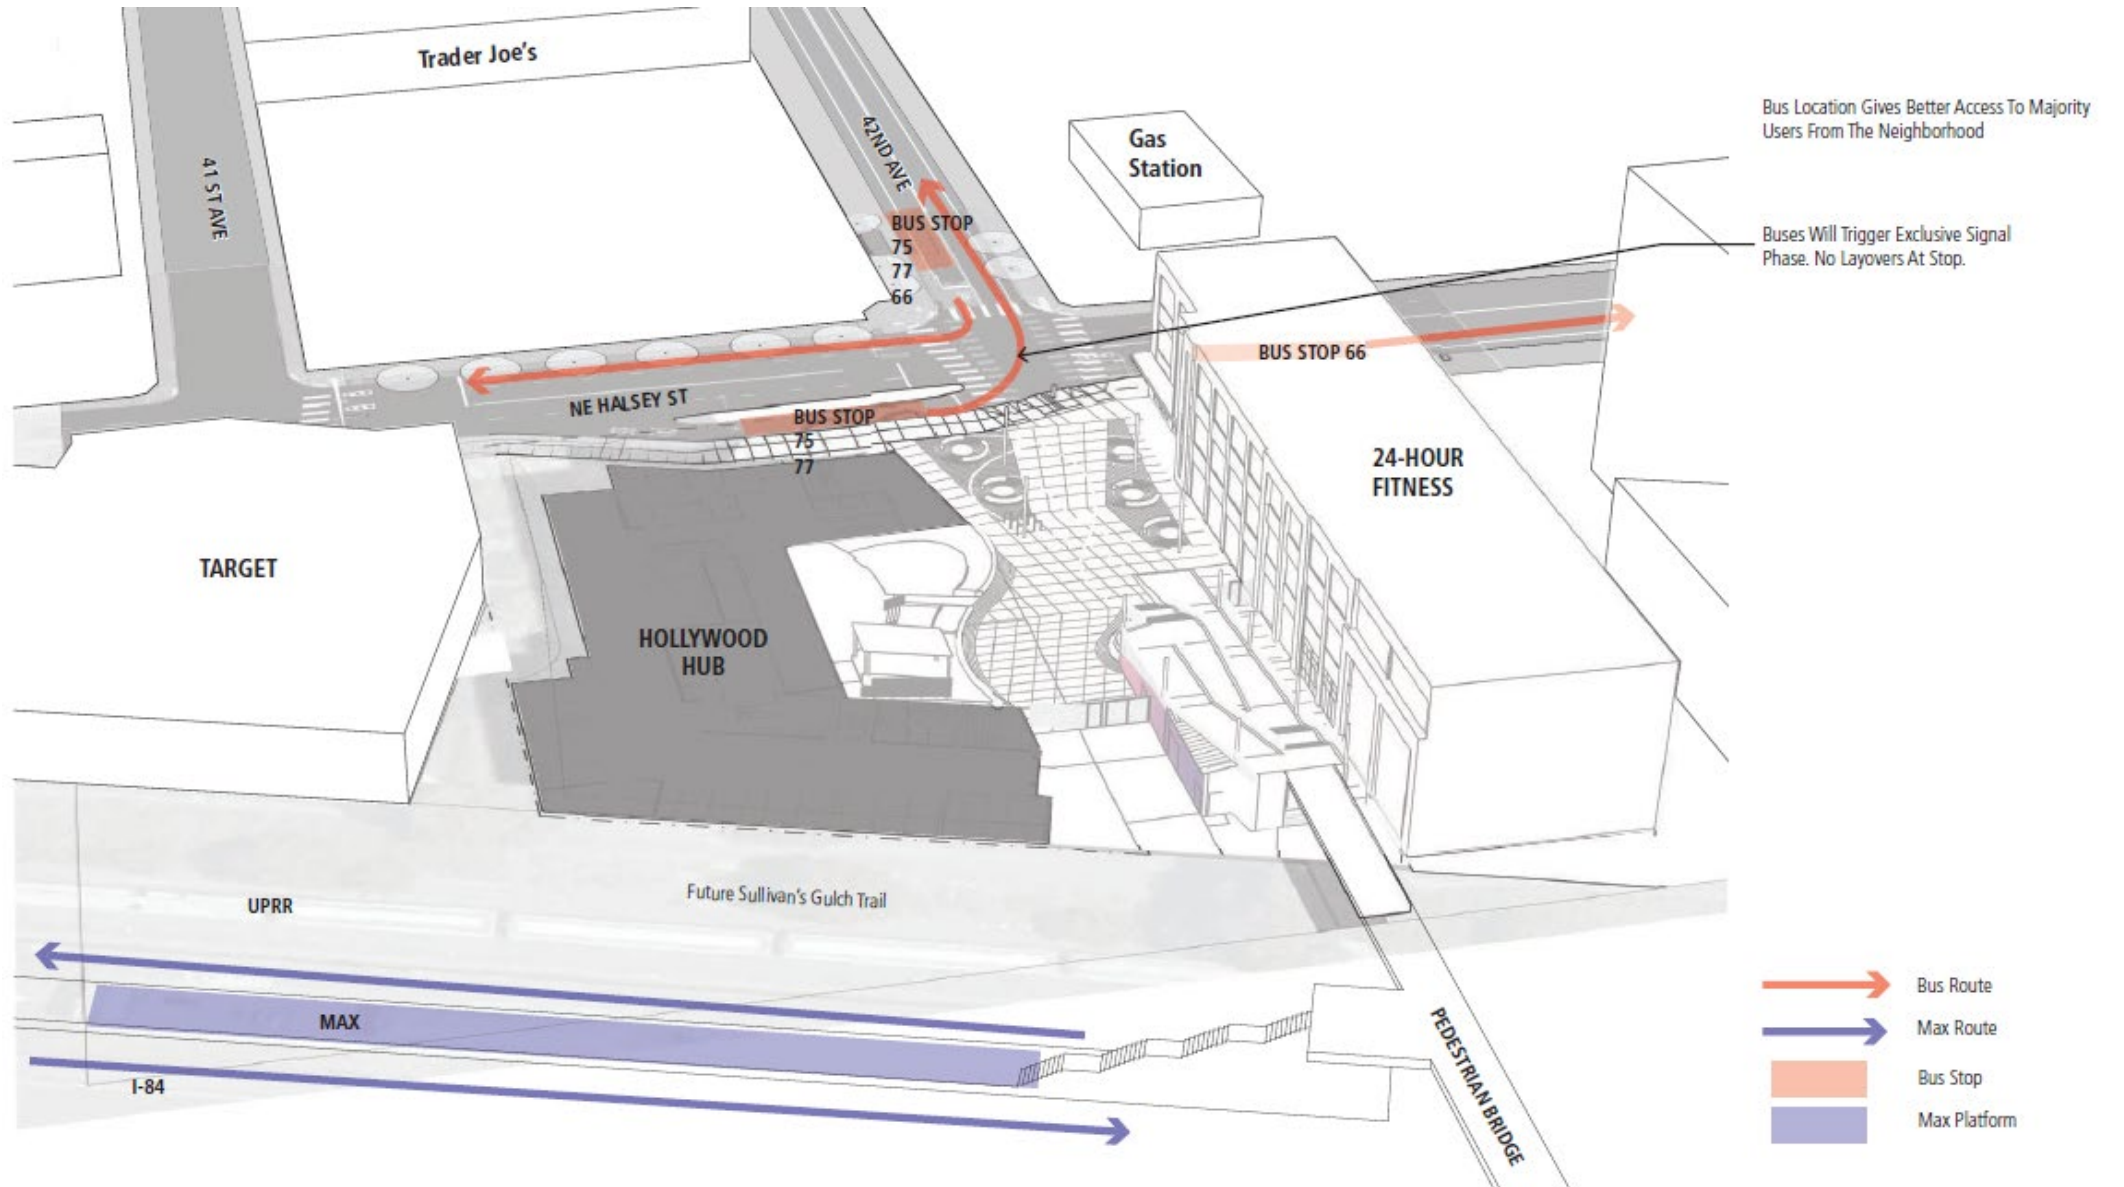 Trader Joe's
41 ST AVE
42ND AVE
Gas
Station
Bus Location Gives Better Access To Majority
Users From The Neighborhood
BUS STOP
75
77
66
Buses Will Trigger Exclusive Signal
Phase. No Layovers At Stop.
BUS STOP 66
NE HALSEY ST
BUS STOP
75
77
24-HOUR
FITNESS
TARGET
HOLLYWOOD
HUB
UPRR
Future Sullivan's Gulch Trail
MAX
I-84
PEDESTRIAN BRIDGE
Bus Route
Max Route
Bus Stop
Max Platform